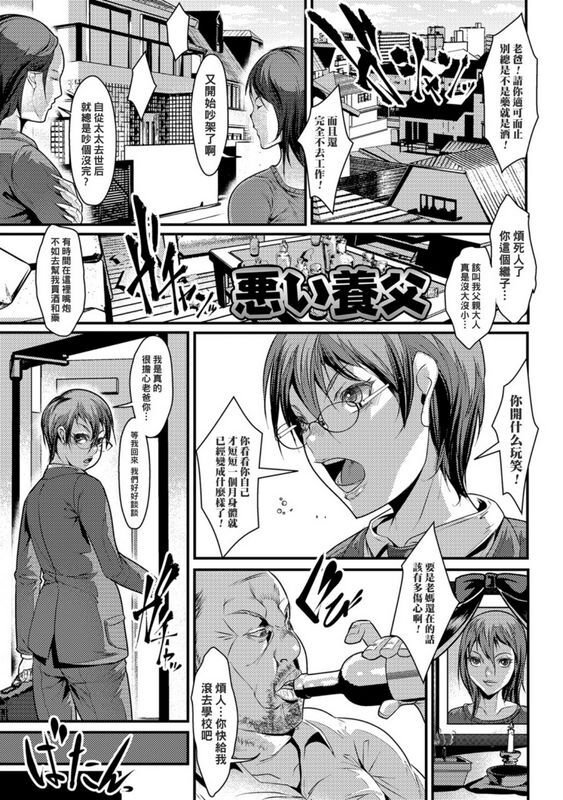 老爸！請你適可而止
別總是不是藥就是酒！
而且還
完全不去工作！
又開始吵架了啊
自從太太去世后
就總是吵個沒完？
煩死人了
你這個繼子…
該叫我父親大人
真是沒大沒小…
有時間在這裡嘴炮
不如去幫我買酒和藥
悪い養父
你開什么玩笑！
你看看你自己
才短短一個月身體就
已經變成什麼樣了！
我是真的
很擔心老爸你…
等我回來 我們好好談談
要是老媽還在的話
該有多傷心啊！
煩人…你快給我
滾去學校吧
ばたんっ